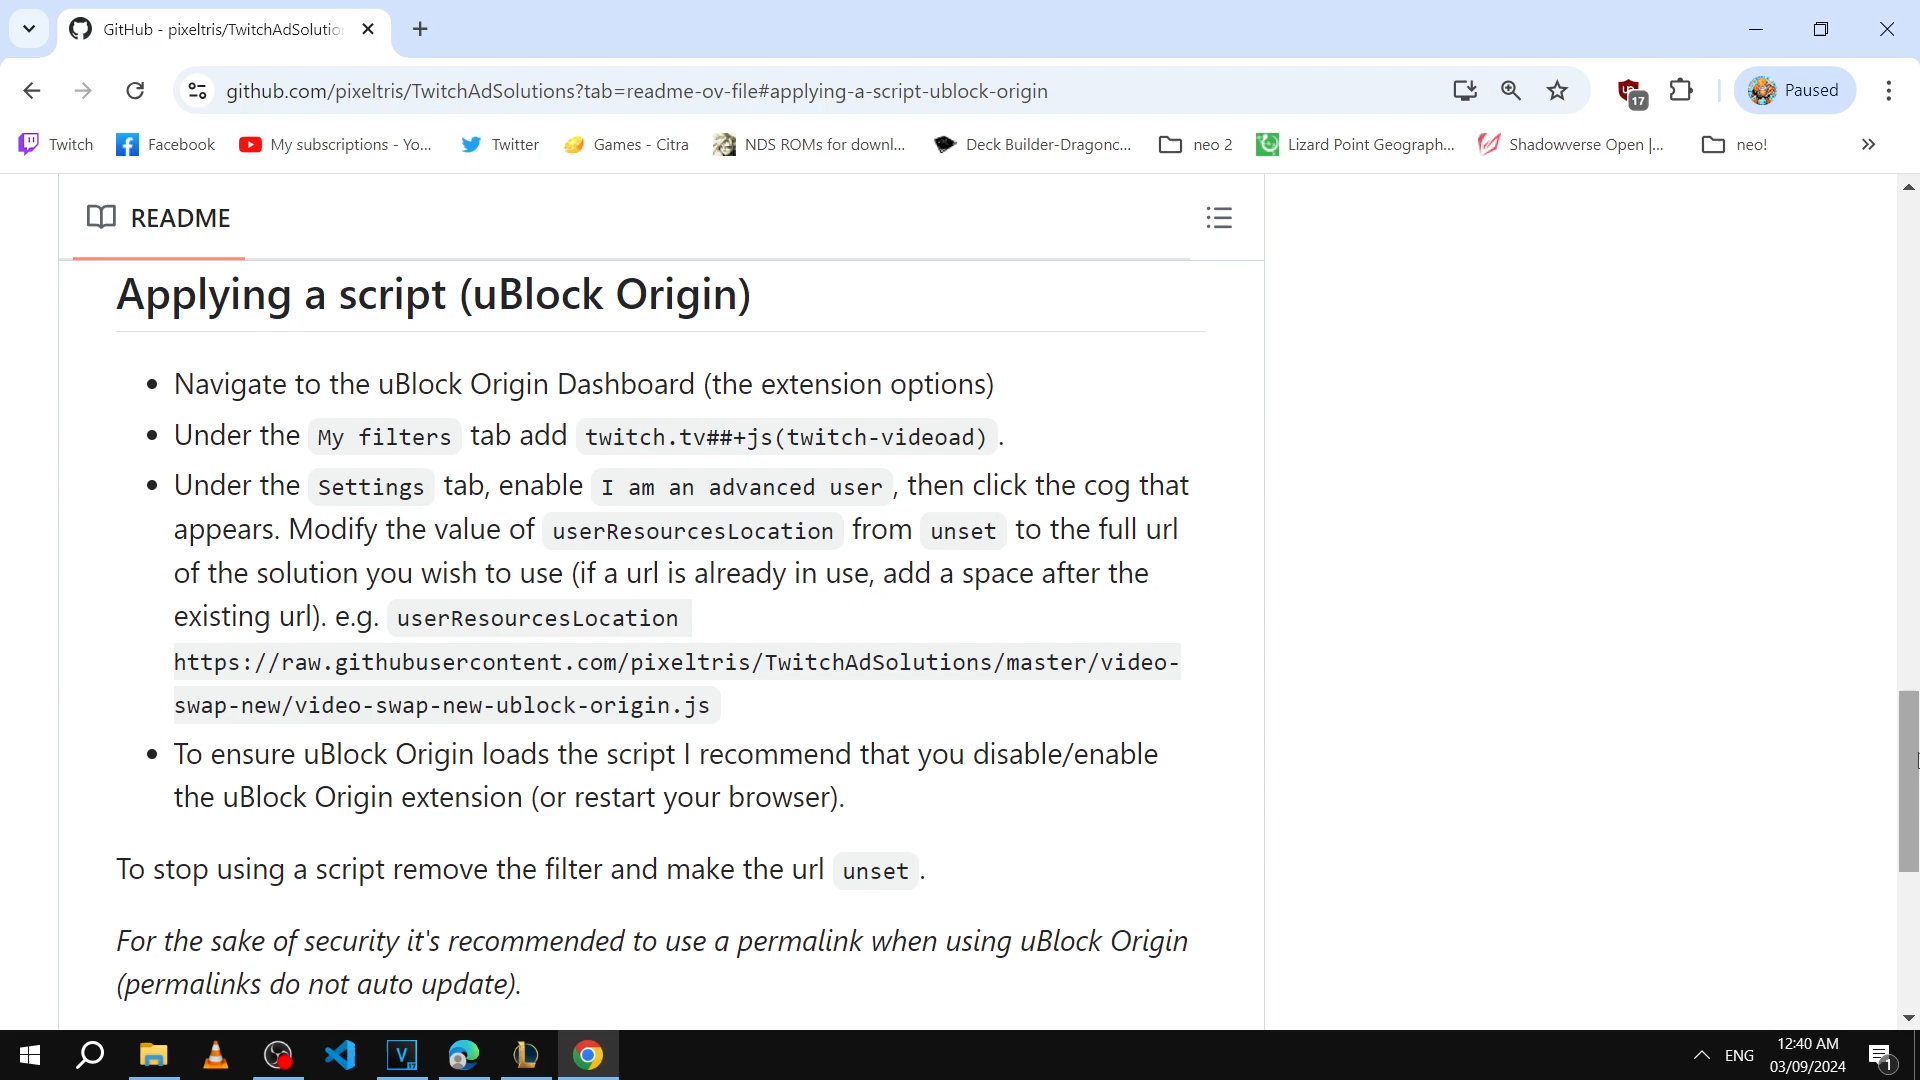 GitHub - pixeltris/TwitchAdSolutio
github.com/pixeltris/TwitchAdSolutions?tab=readme-ov-file#applying-a-script-ublock-origin
17
Paused
Twitch
Facebook
My subscriptions - Yo...
Twitter
Games - Citra
NDS ROMs for downl...
Deck Builder-Dragonc...
neo 2
Lizard Point Geograph...
Shadowverse Open |...
neo!
README
Applying a script (uBlock Origin)
• Navigate to the uBlock Origin Dashboard (the extension options)
• Under the My filters tab add twitch.tv##+js(twitch-videoad).
• Under the Settings tab, enable I am an advanced user, then click the cog that
appears. Modify the value of userResourcesLocation from unset to the full url
of the solution you wish to use (if a url is already in use, add a space after the
existing url). e.g. userResourcesLocation
https://raw.githubusercontent.com/pixeltris/TwitchAdSolutions/master/video-
swap-new/video-swap-new-ublock-origin.js
• To ensure uBlock Origin loads the script I recommend that you disable/enable
the uBlock Origin extension (or restart your browser).
To stop using a script remove the filter and make the url unset.
For the sake of security it's recommended to use a permalink when using uBlock Origin
(permalinks do not auto update).
ENG
12:40 AM
03/09/2024
1